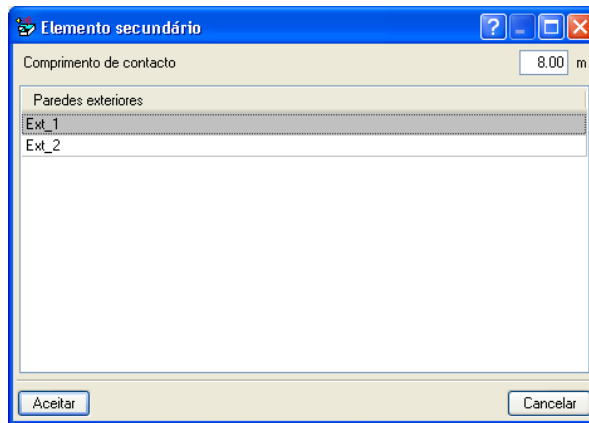 Elemento secundário
Comprimento de contacto 8.00 m
Paredes exteriores
Ext_1
Ext_2
Aceitar Cancelar